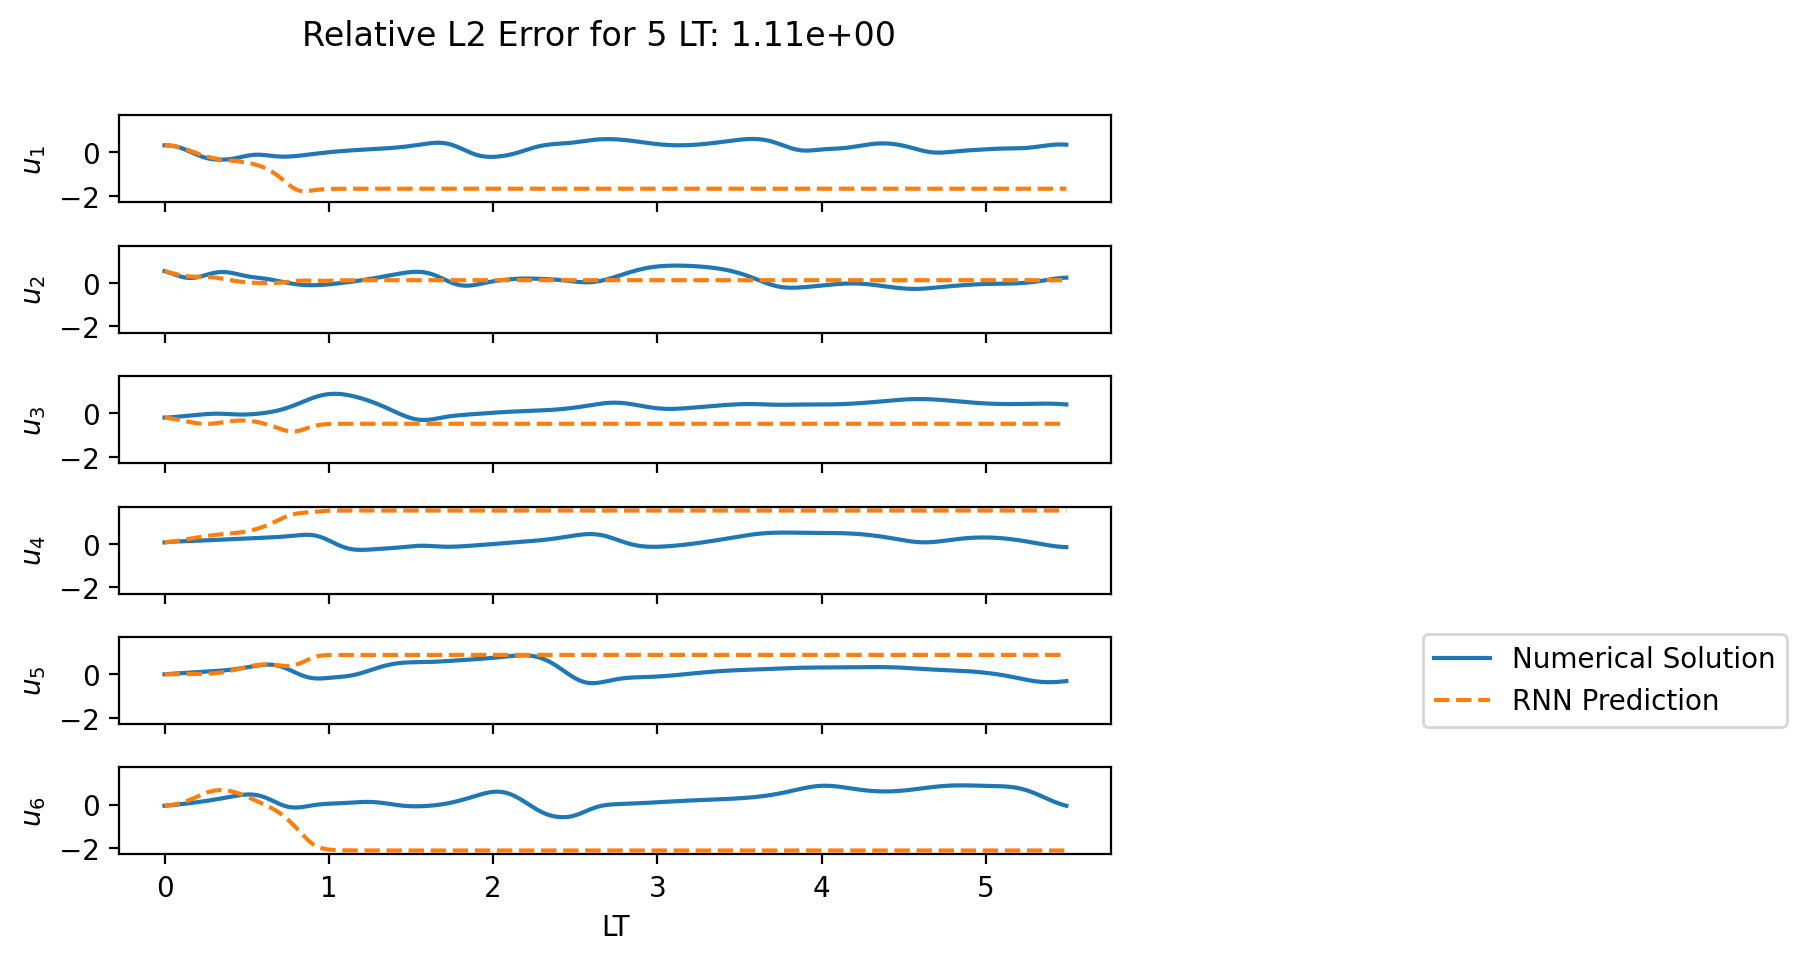 Relative L2 Error for 5 LT: 1.11e+00
u1
0
−2
u2
0
−2
u3
0
−2
u4
0
−2
u5
0
−2
u6
0
−2
0 1 2 3 4 5
LT
Numerical Solution
RNN Prediction